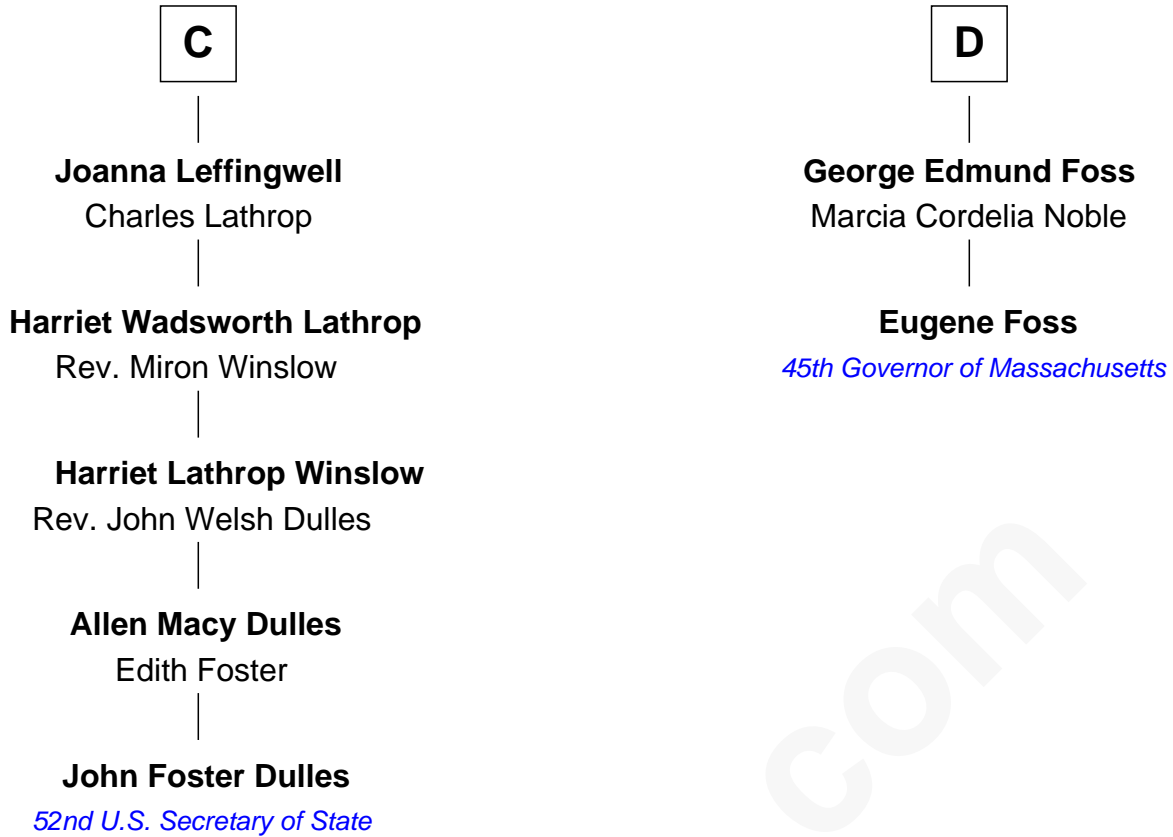 C
Joanna Leffingwell
Charles Lathrop
Harriet Wadsworth Lathrop
Rev. Miron Winslow
Harriet Lathrop Winslow
Rev. John Welsh Dulles
Allen Macy Dulles
Edith Foster
John Foster Dulles
52nd U.S. Secretary of State
D
George Edmund Foss
Marcia Cordelia Noble
Eugene Foss
45th Governor of Massachusetts
com